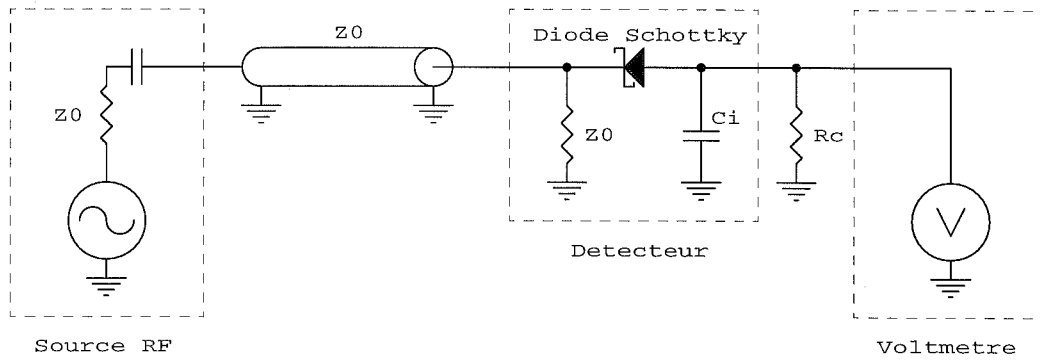 Z0
Diode Schottky
Z0
Z0
Ci
Rc
V
Detecteur
Source RF
Voltmetre